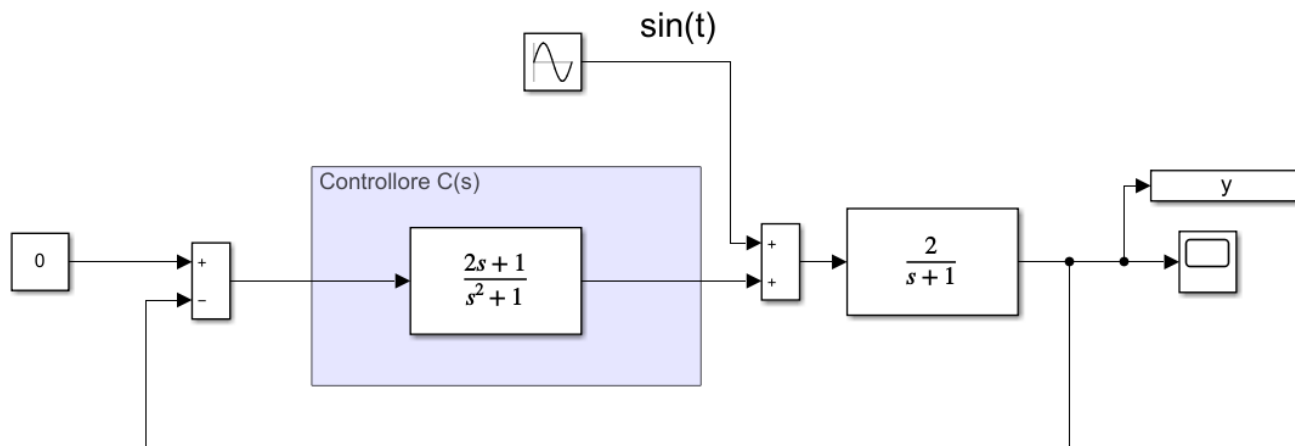 sin(t)
Controllore C(s)
y
0
+
−
2s + 1
s² + 1
+
+
2
s + 1